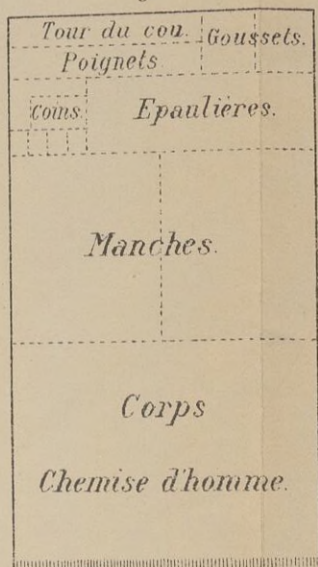 Tour du cou. Goussets.
Poignets
Coins. Epaulières.
Manches.
Corps
Chemise d'homme.